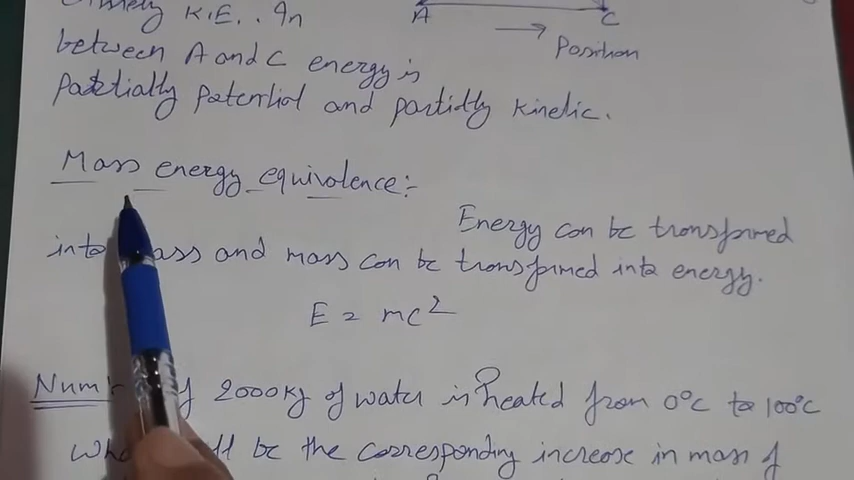 K.E.. In
A
C
Position
between A and C energy is
Partially Potential and partially kinetic.
Mass energy equivalence:-
Energy can be transformed
into mass and mass can be transformed into energy.
E = mc2
2000Kg of water is heated from 0°C to 100°C
be the corresponding increase in mass of